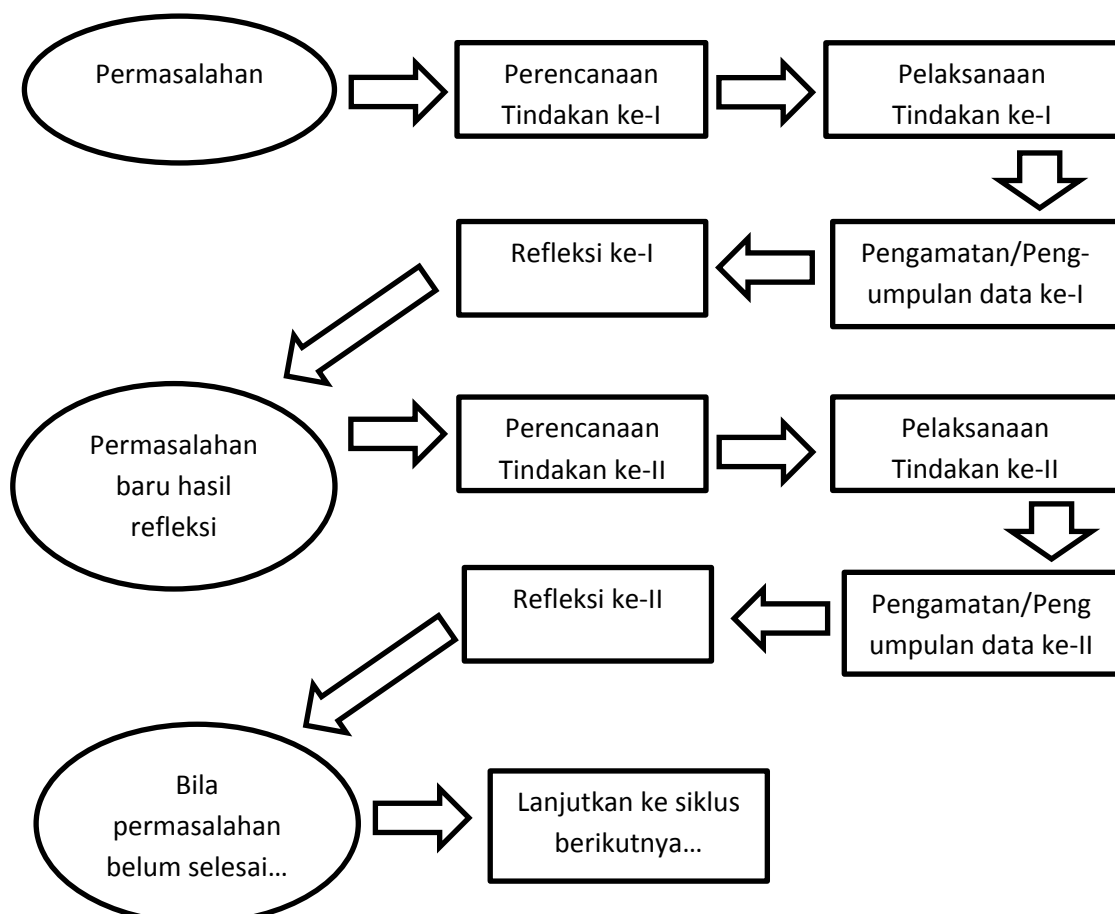 Permasalahan
Perencanaan
Tindakan ke-I
Pelaksanaan
Tindakan ke-I
Pengamatan/Peng-
umpulan data ke-I
Refleksi ke-I
Permasalahan
baru hasil
refleksi
Perencanaan
Tindakan ke-II
Pelaksanaan
Tindakan ke-II
Pengamatan/Peng
umpulan data ke-II
Refleksi ke-II
Bila
permasalahan
belum selesai...
Lanjutkan ke siklus
berikutnya...